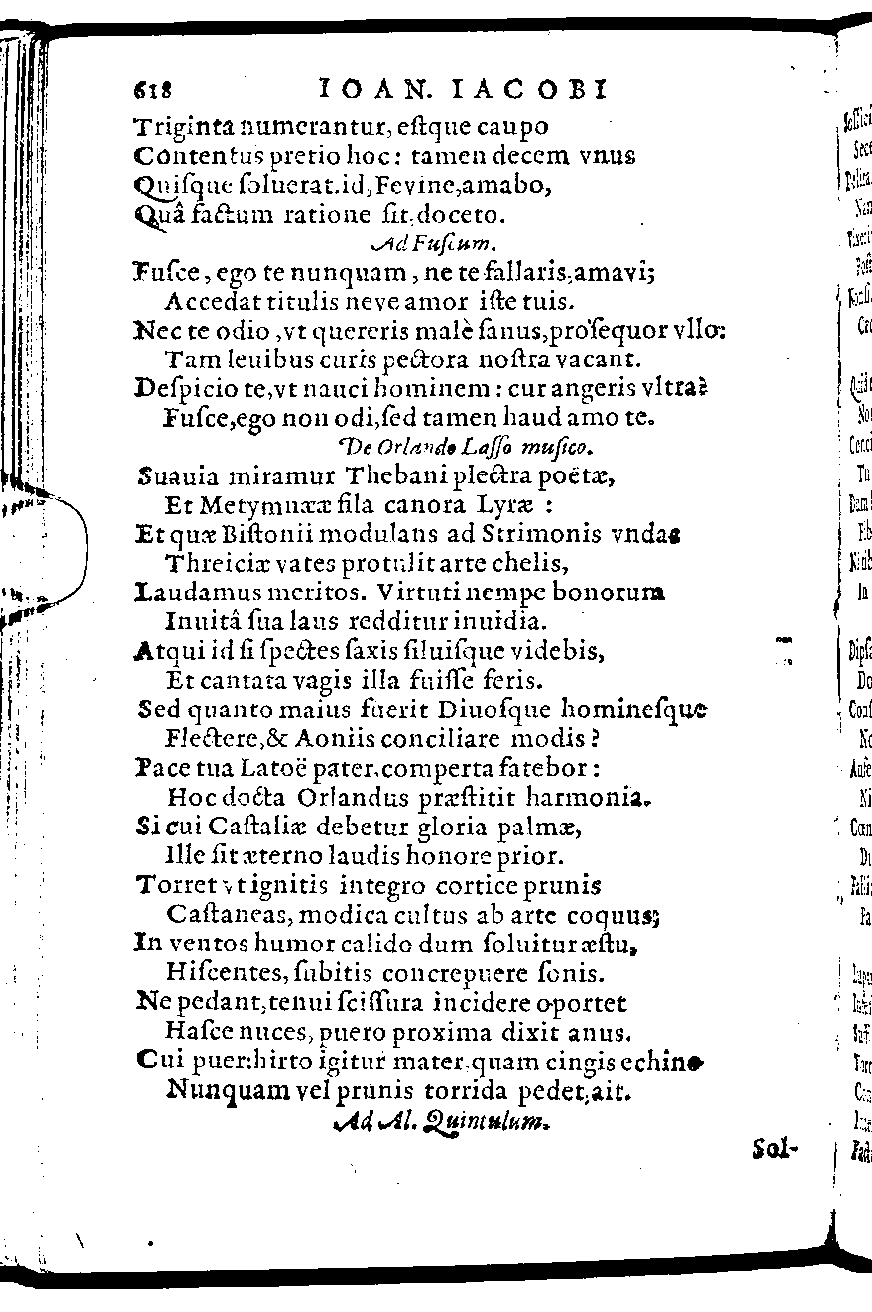 618 IOAN. IACOBI
Triginta numerantur, eſtque caupo
Contentus pretio hoc: tamen decem vnus
Quiſque ſoluerat. id, Fevine, amabo,
Quâ factum ratione ſit, doceto.
Ad Fuſcum.
Fuſce, ego te nunquam, ne te fallaris, amavi;
Accedat titulis neve amor iſte tuis.
Nec te odio, vt quereris malè ſanus, proſequor vllo:
Tam leuibus curis pectora noſtra vacant.
Deſpicio te, vt nauci hominem: cur angeris vltra?
Fuſce, ego non odi, ſed tamen haud amo te.
De Orlando Laſſo muſico.
Suauia miramur Thebani plectra poëtæ,
Et Metymnææ fila canora Lyræ:
Et quæ Biſtonii modulans ad Strimonis vndas
Threiciæ vates protulit arte chelis,
Laudamus meritos. Virtuti nempe bonorum
Inuitâ ſua laus redditur inuidia.
Atqui id ſi ſpectes ſaxis ſiluiſque videbis,
Et cantata vagis illa fuiſſe feris.
Sed quanto maius fuerit Diuoſque hominеſque
Flectere, & Aoniis conciliare modis?
Pace tua Latoë pater, comperta fatebor:
Hoc docta Orlandus præſtitit harmonia.
Si cui Caſtaliæ debetur gloria palmæ,
Ille ſit æterno laudis honore prior.
Torret vt ignitis integro cortice prunis
Caſtaneas, modica cultus ab arte coquus;
In ventos humor calido dum ſoluitur æſtu,
Hiſcentes, ſubitis concrepuere ſonis.
Ne pedant, tenui ſciſſura incidere oportet
Haſce nuces, puero proxima dixit anus.
Cui puer: hirto igitur mater, quam cingis echino
Nunquam vel prunis torrida pedet, ait.
Ad Al. Quintulum.
Sol-